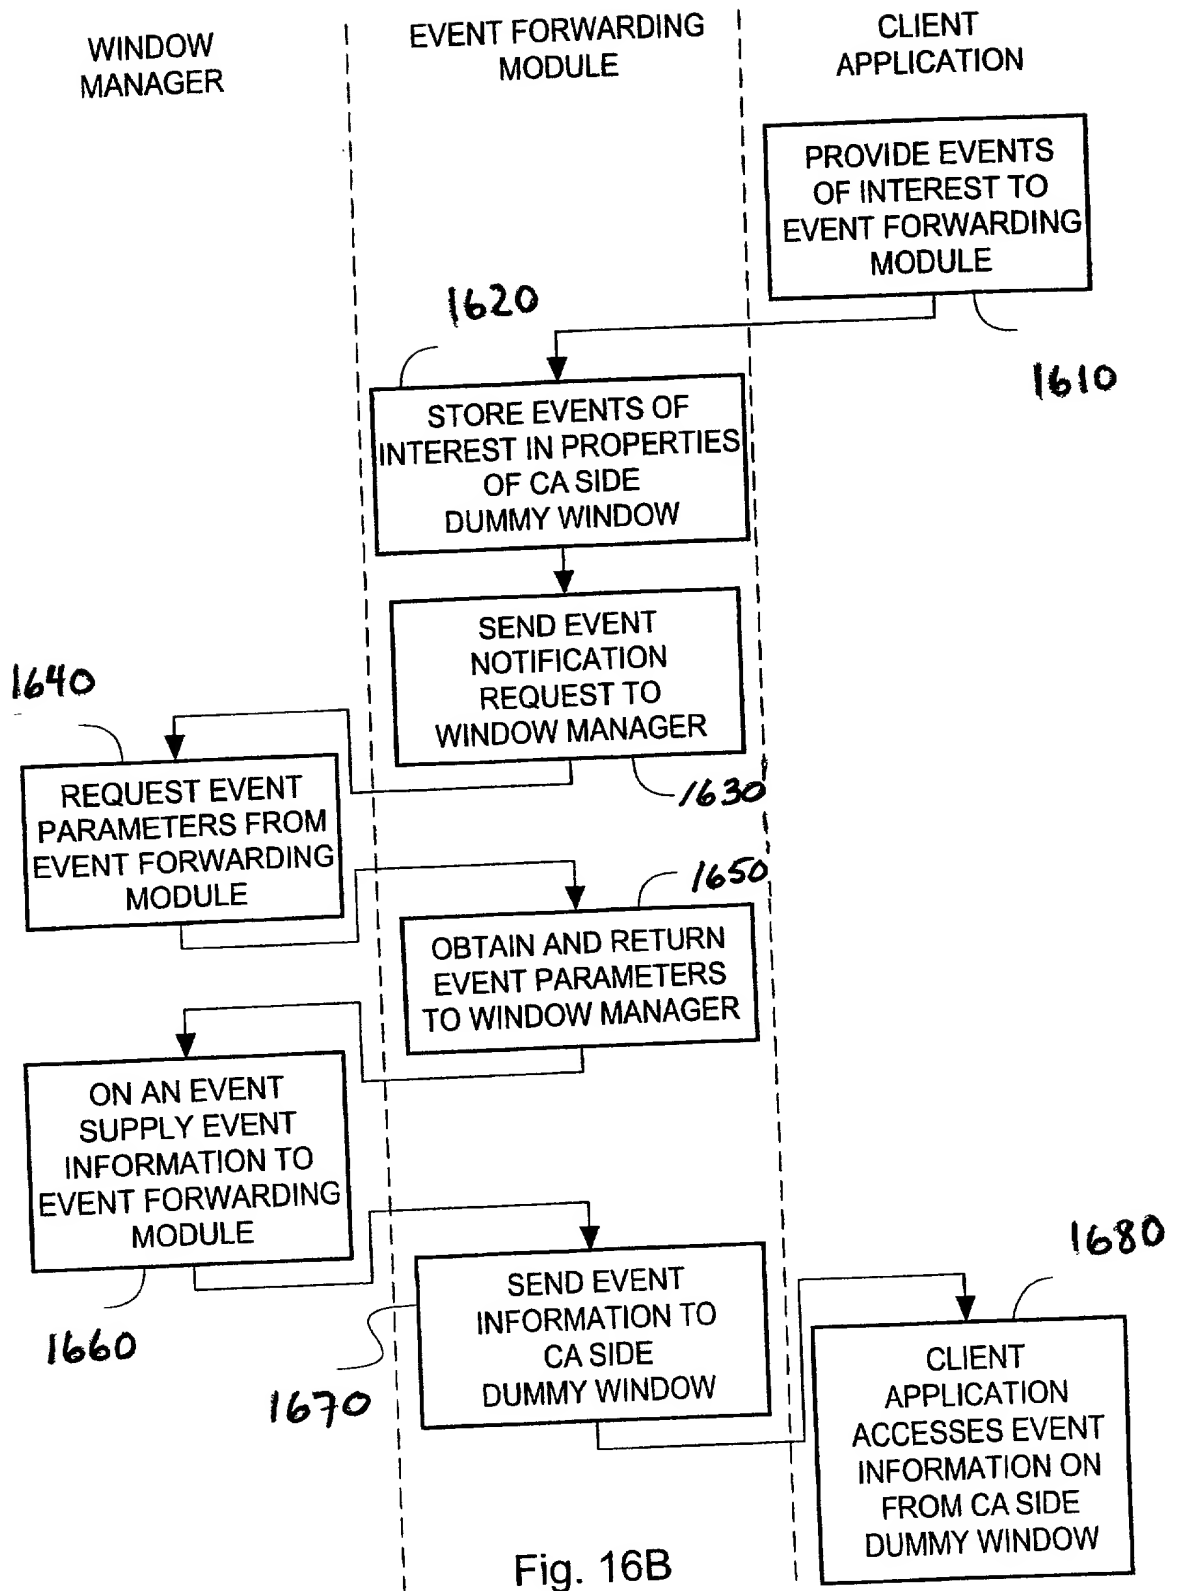 WINDOW
MANAGER
EVENT FORWARDING
MODULE
CLIENT
APPLICATION
PROVIDE EVENTS
OF INTEREST TO
EVENT FORWARDING
MODULE
1610
1620
STORE EVENTS OF
INTEREST IN PROPERTIES
OF CA SIDE
DUMMY WINDOW
SEND EVENT
NOTIFICATION
REQUEST TO
WINDOW MANAGER
1630
1640
REQUEST EVENT
PARAMETERS FROM
EVENT FORWARDING
MODULE
1650
OBTAIN AND RETURN
EVENT PARAMETERS
TO WINDOW MANAGER
ON AN EVENT
SUPPLY EVENT
INFORMATION TO
EVENT FORWARDING
MODULE
1660
SEND EVENT
INFORMATION TO
CA SIDE
DUMMY WINDOW
1670
1680
CLIENT
APPLICATION
ACCESSES EVENT
INFORMATION ON
FROM CA SIDE
DUMMY WINDOW
Fig. 16B